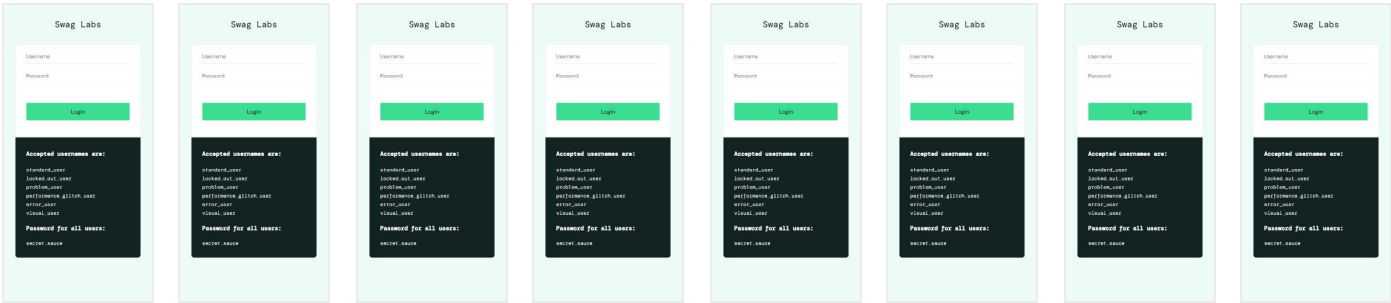 Swag Labs
Username
Password
Login
Accepted usernames are:
standard_user
locked_out_user
problem_user
performance_glitch_user
error_user
visual_user
Password for all users:
secret_sauce
Swag Labs
Username
Password
Login
Accepted usernames are:
standard_user
locked_out_user
problem_user
performance_glitch_user
error_user
visual_user
Password for all users:
secret_sauce
Swag Labs
Username
Password
Login
Accepted usernames are:
standard_user
locked_out_user
problem_user
performance_glitch_user
error_user
visual_user
Password for all users:
secret_sauce
Swag Labs
Username
Password
Login
Accepted usernames are:
standard_user
locked_out_user
problem_user
performance_glitch_user
error_user
visual_user
Password for all users:
secret_sauce
Swag Labs
Username
Password
Login
Accepted usernames are:
standard_user
locked_out_user
problem_user
performance_glitch_user
error_user
visual_user
Password for all users:
secret_sauce
Swag Labs
Username
Password
Login
Accepted usernames are:
standard_user
locked_out_user
problem_user
performance_glitch_user
error_user
visual_user
Password for all users:
secret_sauce
Swag Labs
Username
Password
Login
Accepted usernames are:
standard_user
locked_out_user
problem_user
performance_glitch_user
error_user
visual_user
Password for all users:
secret_sauce
Swag Labs
Username
Password
Login
Accepted usernames are:
standard_user
locked_out_user
problem_user
performance_glitch_user
error_user
visual_user
Password for all users:
secret_sauce